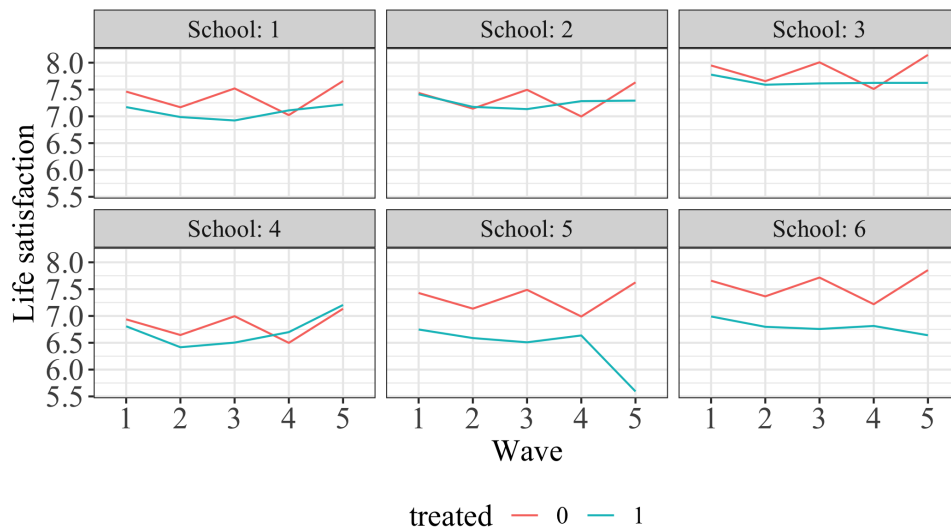 School: 1
School: 2
School: 3
8.0
7.5
7.0
6.5
6.0
5.5
School: 4
School: 5
School: 6
8.0
7.5
7.0
6.5
6.0
5.5
Life satisfaction
1 2 3 4 5
1 2 3 4 5
1 2 3 4 5
Wave
treated 0 1